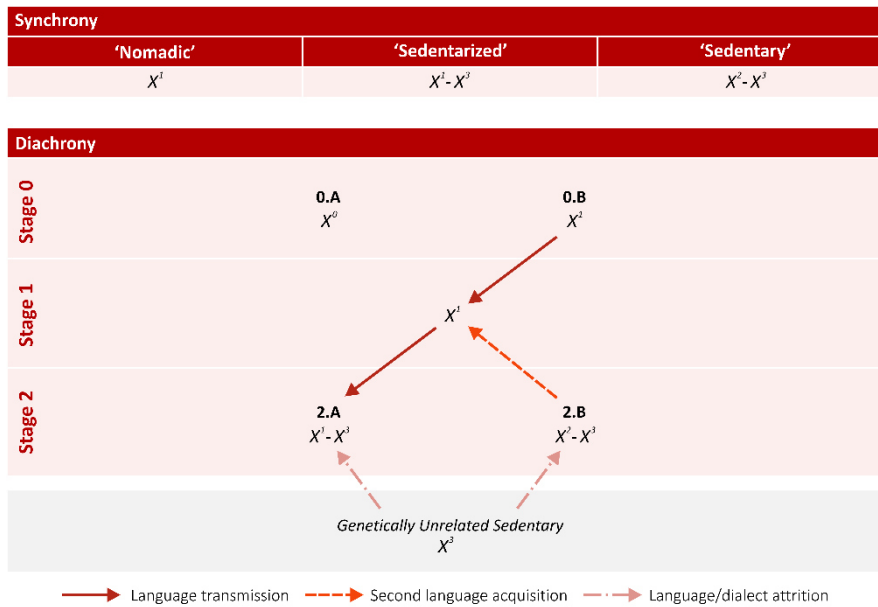 Synchrony
‘Nomadic’ ‘Sedentarized’ ‘Sedentary’
X¹ X¹- X³ X²- X³
Diachrony
Stage 0
0.A 0.B
X⁰ X¹
Stage 1
X¹
Stage 2
2.A 2.B
X¹- X³ X²- X³
Genetically Unrelated Sedentary
X³
Language transmission Second language acquisition Language/dialect attrition